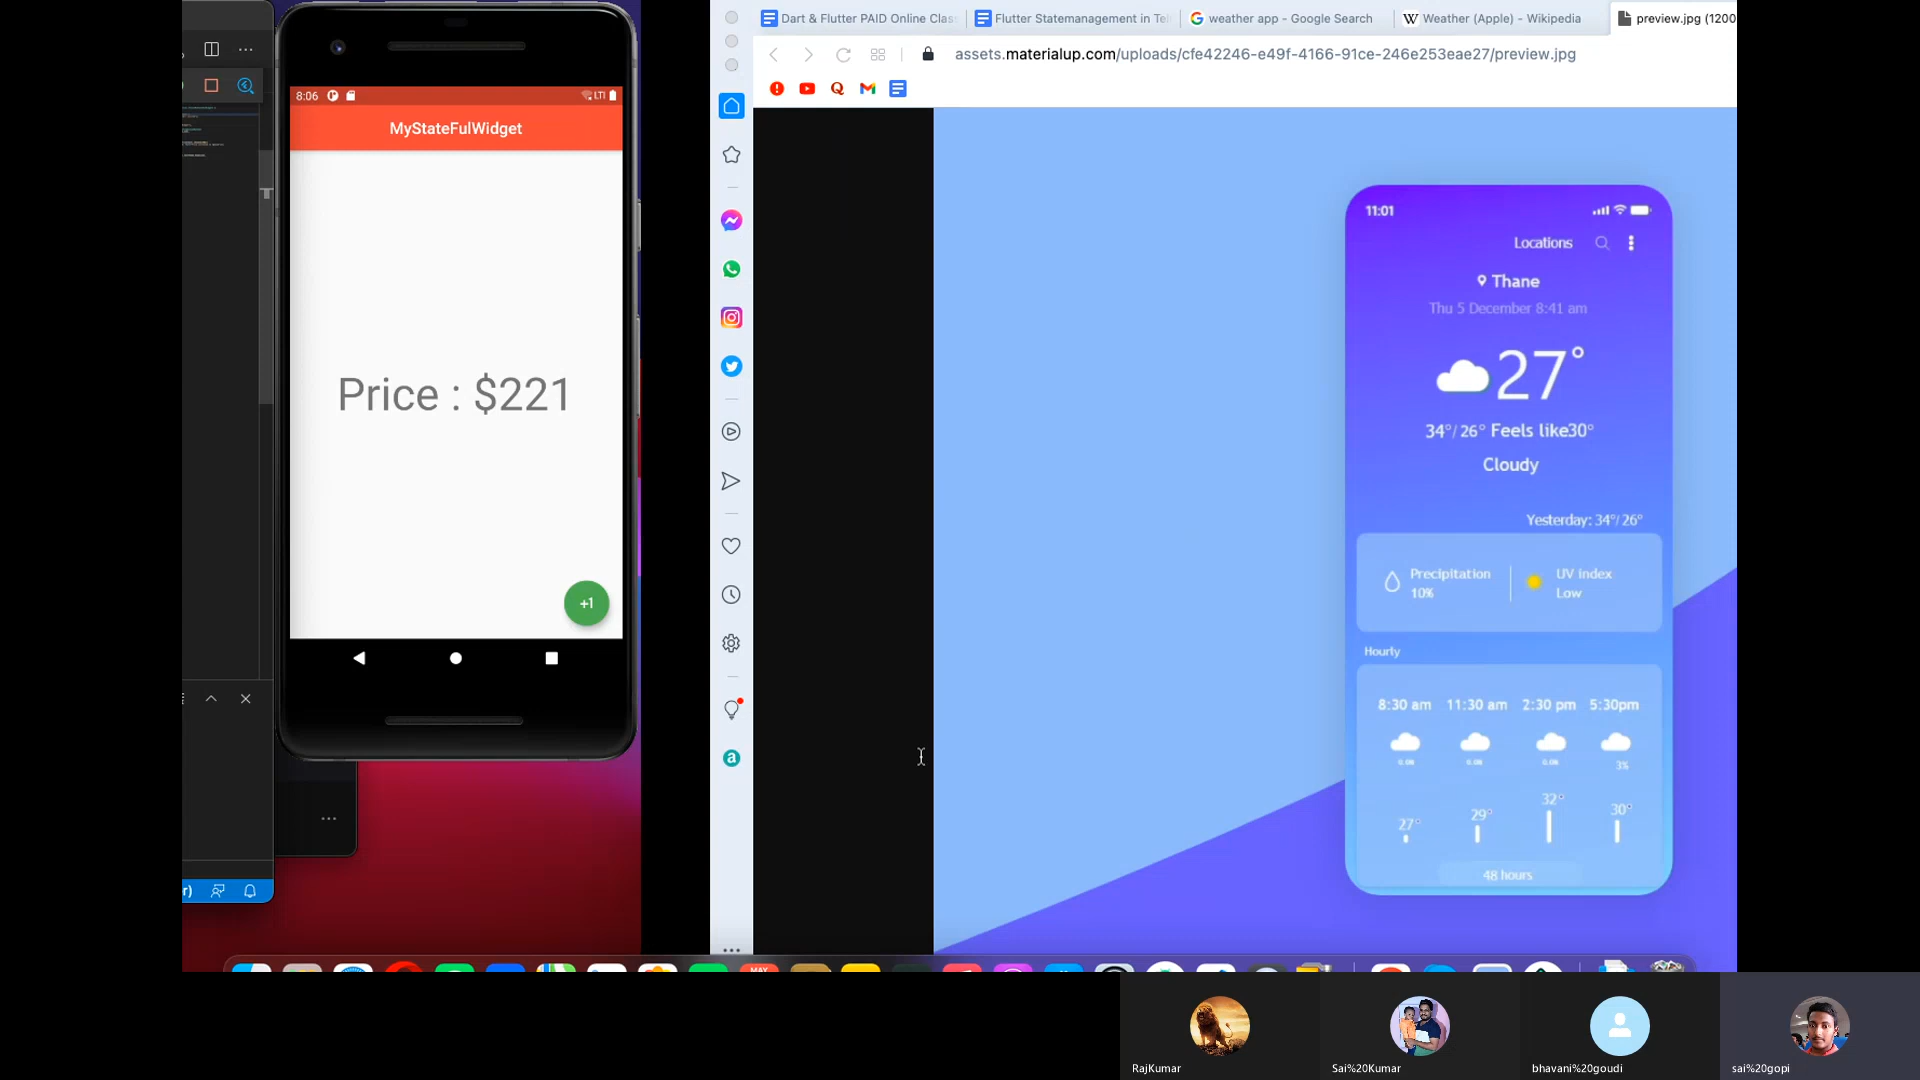 8:06
LTI
MyStateFulWidget
Price : $221
+1
r)
Dart & Flutter PAID Online Clas
Flutter Statemanagement in Tel
weather app - Google Search
W Weather (Apple) - Wikipedia
preview.jpg (1200
assets.materialup.com/uploads/cfe42246-e49f-4166-91ce-246e253eae27/preview.jpg
11:01
Locations
Thane
Thu 5 December 8:41 am
27°
34°/ 26° Feels like30°
Cloudy
Yesterday: 34°/ 26°
Precipitation
10%
UV index
Low
Hourly
8:30 am 11:30 am 2:30 pm 5:30pm
3%
27° 29° 32° 30°
48 hours
MAY
RajKumar
Sai%20Kumar
bhavani%20goudi
sai%20gopi